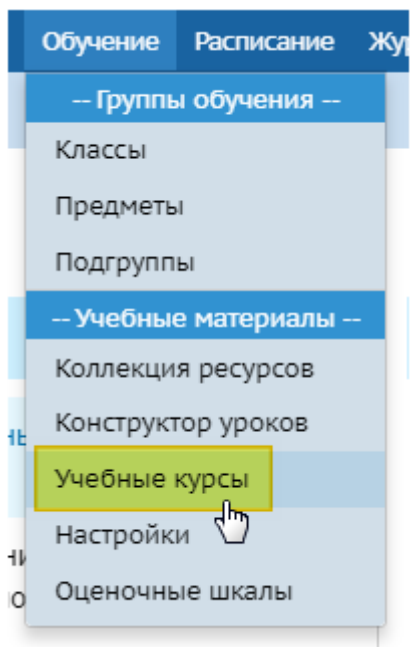 Обучение Расписание
-- Группы обучения --
Классы
Предметы
Подгруппы
-- Учебные материалы --
Коллекция ресурсов
Конструктор уроков
Учебные курсы
Настройки
Оценочные шкалы